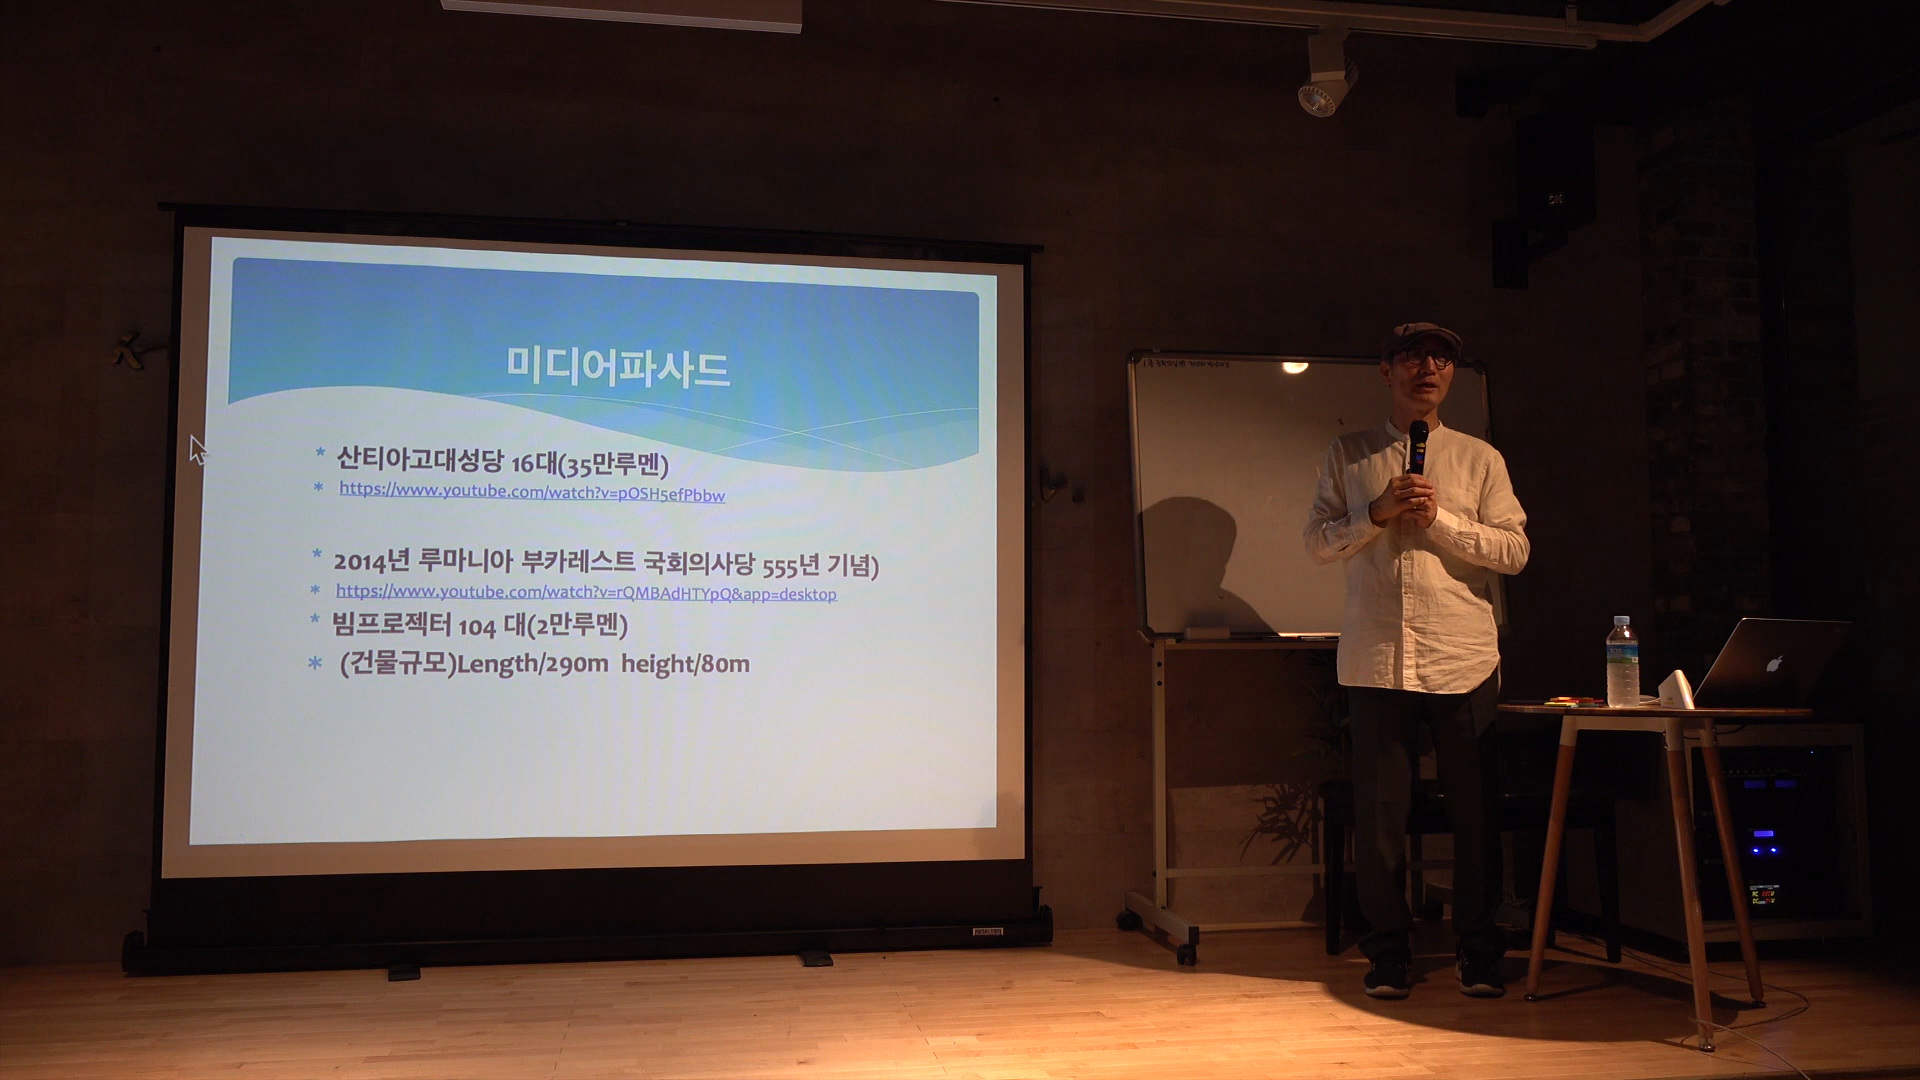 미디어파사드
* 산티아고대성당 16대(35만루멘)
* https://www.youtube.com/watch?v=pOSH5efPbbw
* 2014년 루마니아 부카레스트 국회의사당 555년 기념)
* https://www.youtube.com/watch?v=rQMBAdHTYpQ&app=desktop
* 빔프로젝터 104 대(2만루멘)
* (건물규모)Length/290m height/80m